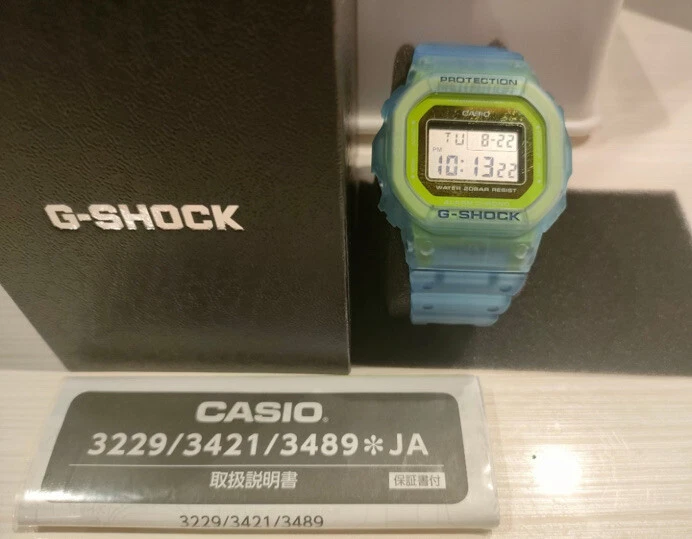 G-SHOCK
PROTECTION
CASIO
TU 8-22
PM
10:13 22
WATER 20BAR RESIST
G-SHOCK
CASIO®
3229/3421/3489＊JA
取扱説明書
保証書付
3229/3421/3489